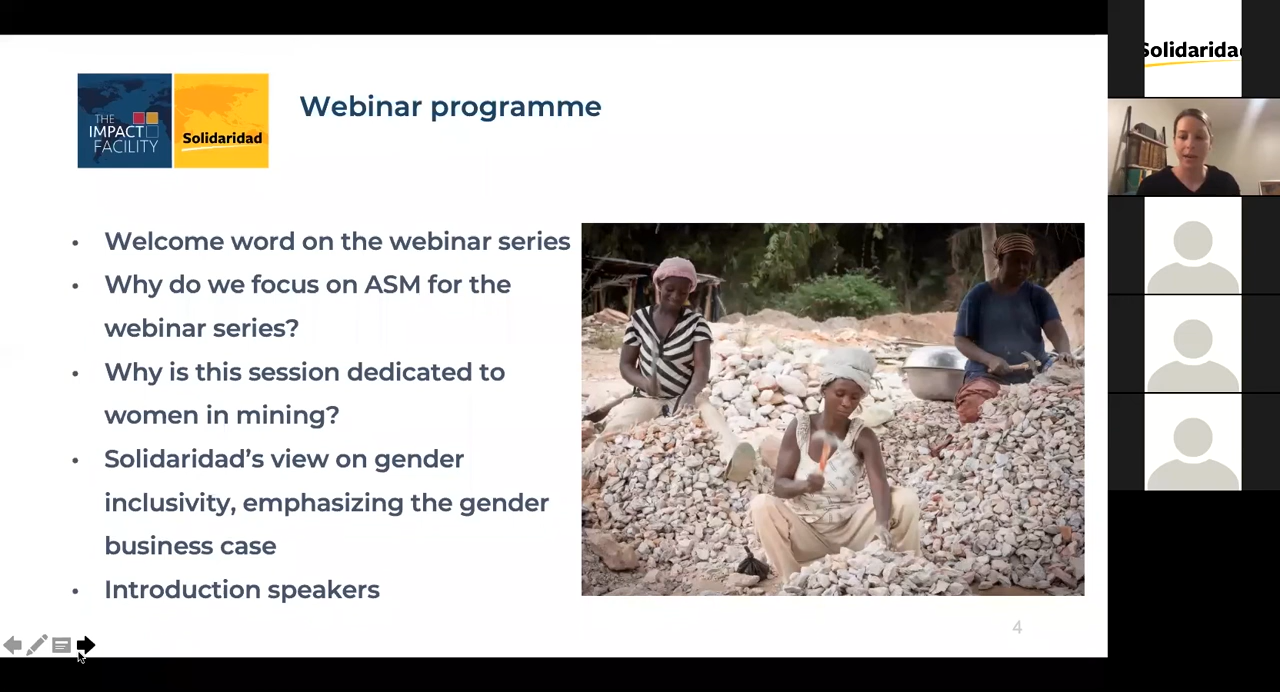 THE
IMPACT
FACILITY
Solidaridad
Webinar programme
• Welcome word on the webinar series
• Why do we focus on ASM for the
webinar series?
• Why is this session dedicated to
women in mining?
• Solidaridad’s view on gender
inclusivity, emphasizing the gender
business case
• Introduction speakers
4
Solidaridad